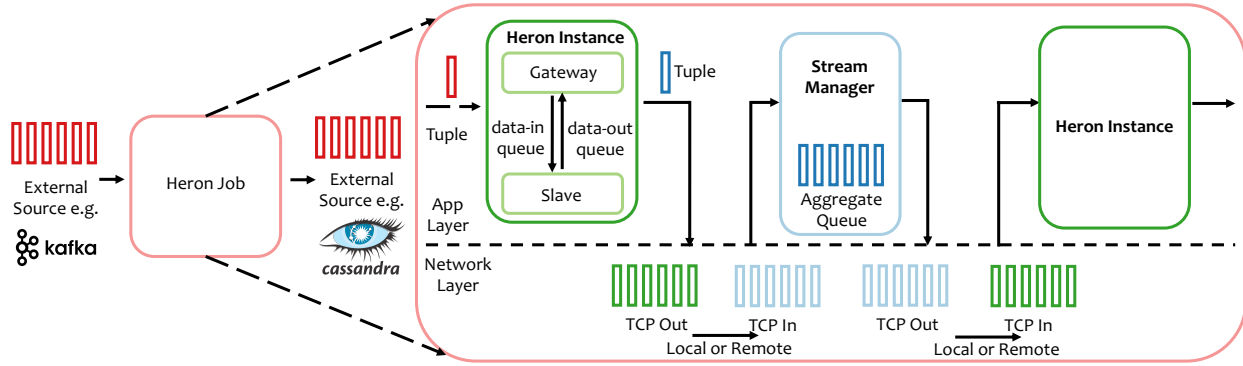 External
Source e.g.
kafka
Heron Job
External
Source e.g.
cassandra
Tuple
Heron Instance
Gateway
data-in
queue
data-out
queue
Slave
Tuple
App
Layer
Network
Layer
Stream
Manager
Aggregate
Queue
Heron Instance
TCP Out
TCP In
Local or Remote
TCP Out
TCP In
Local or Remote